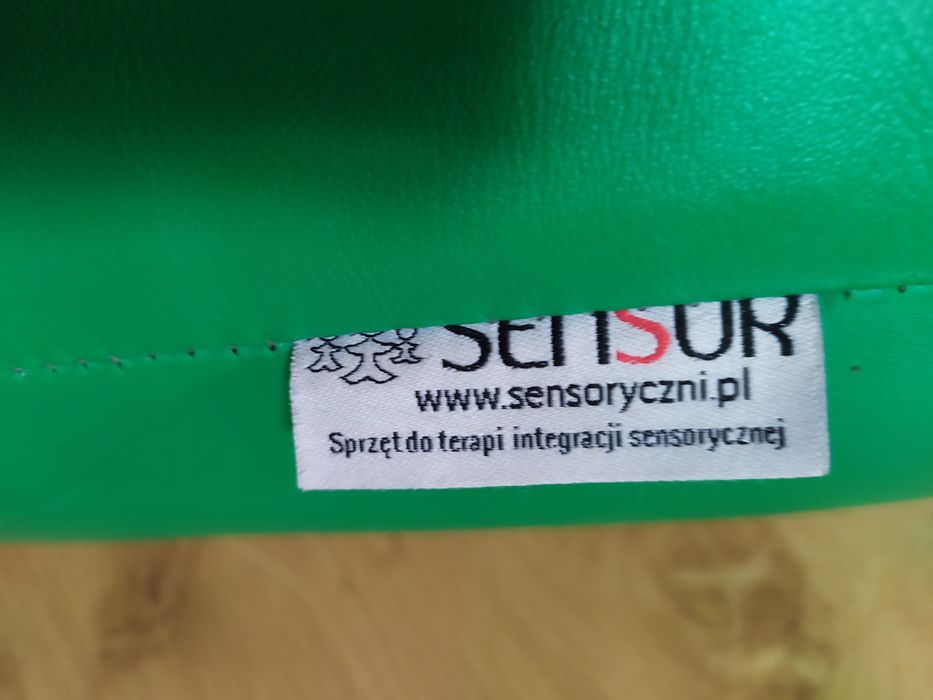 SENSOR
www.sensoryczni.pl
Sprzęt do terapi integracji sensorycznej